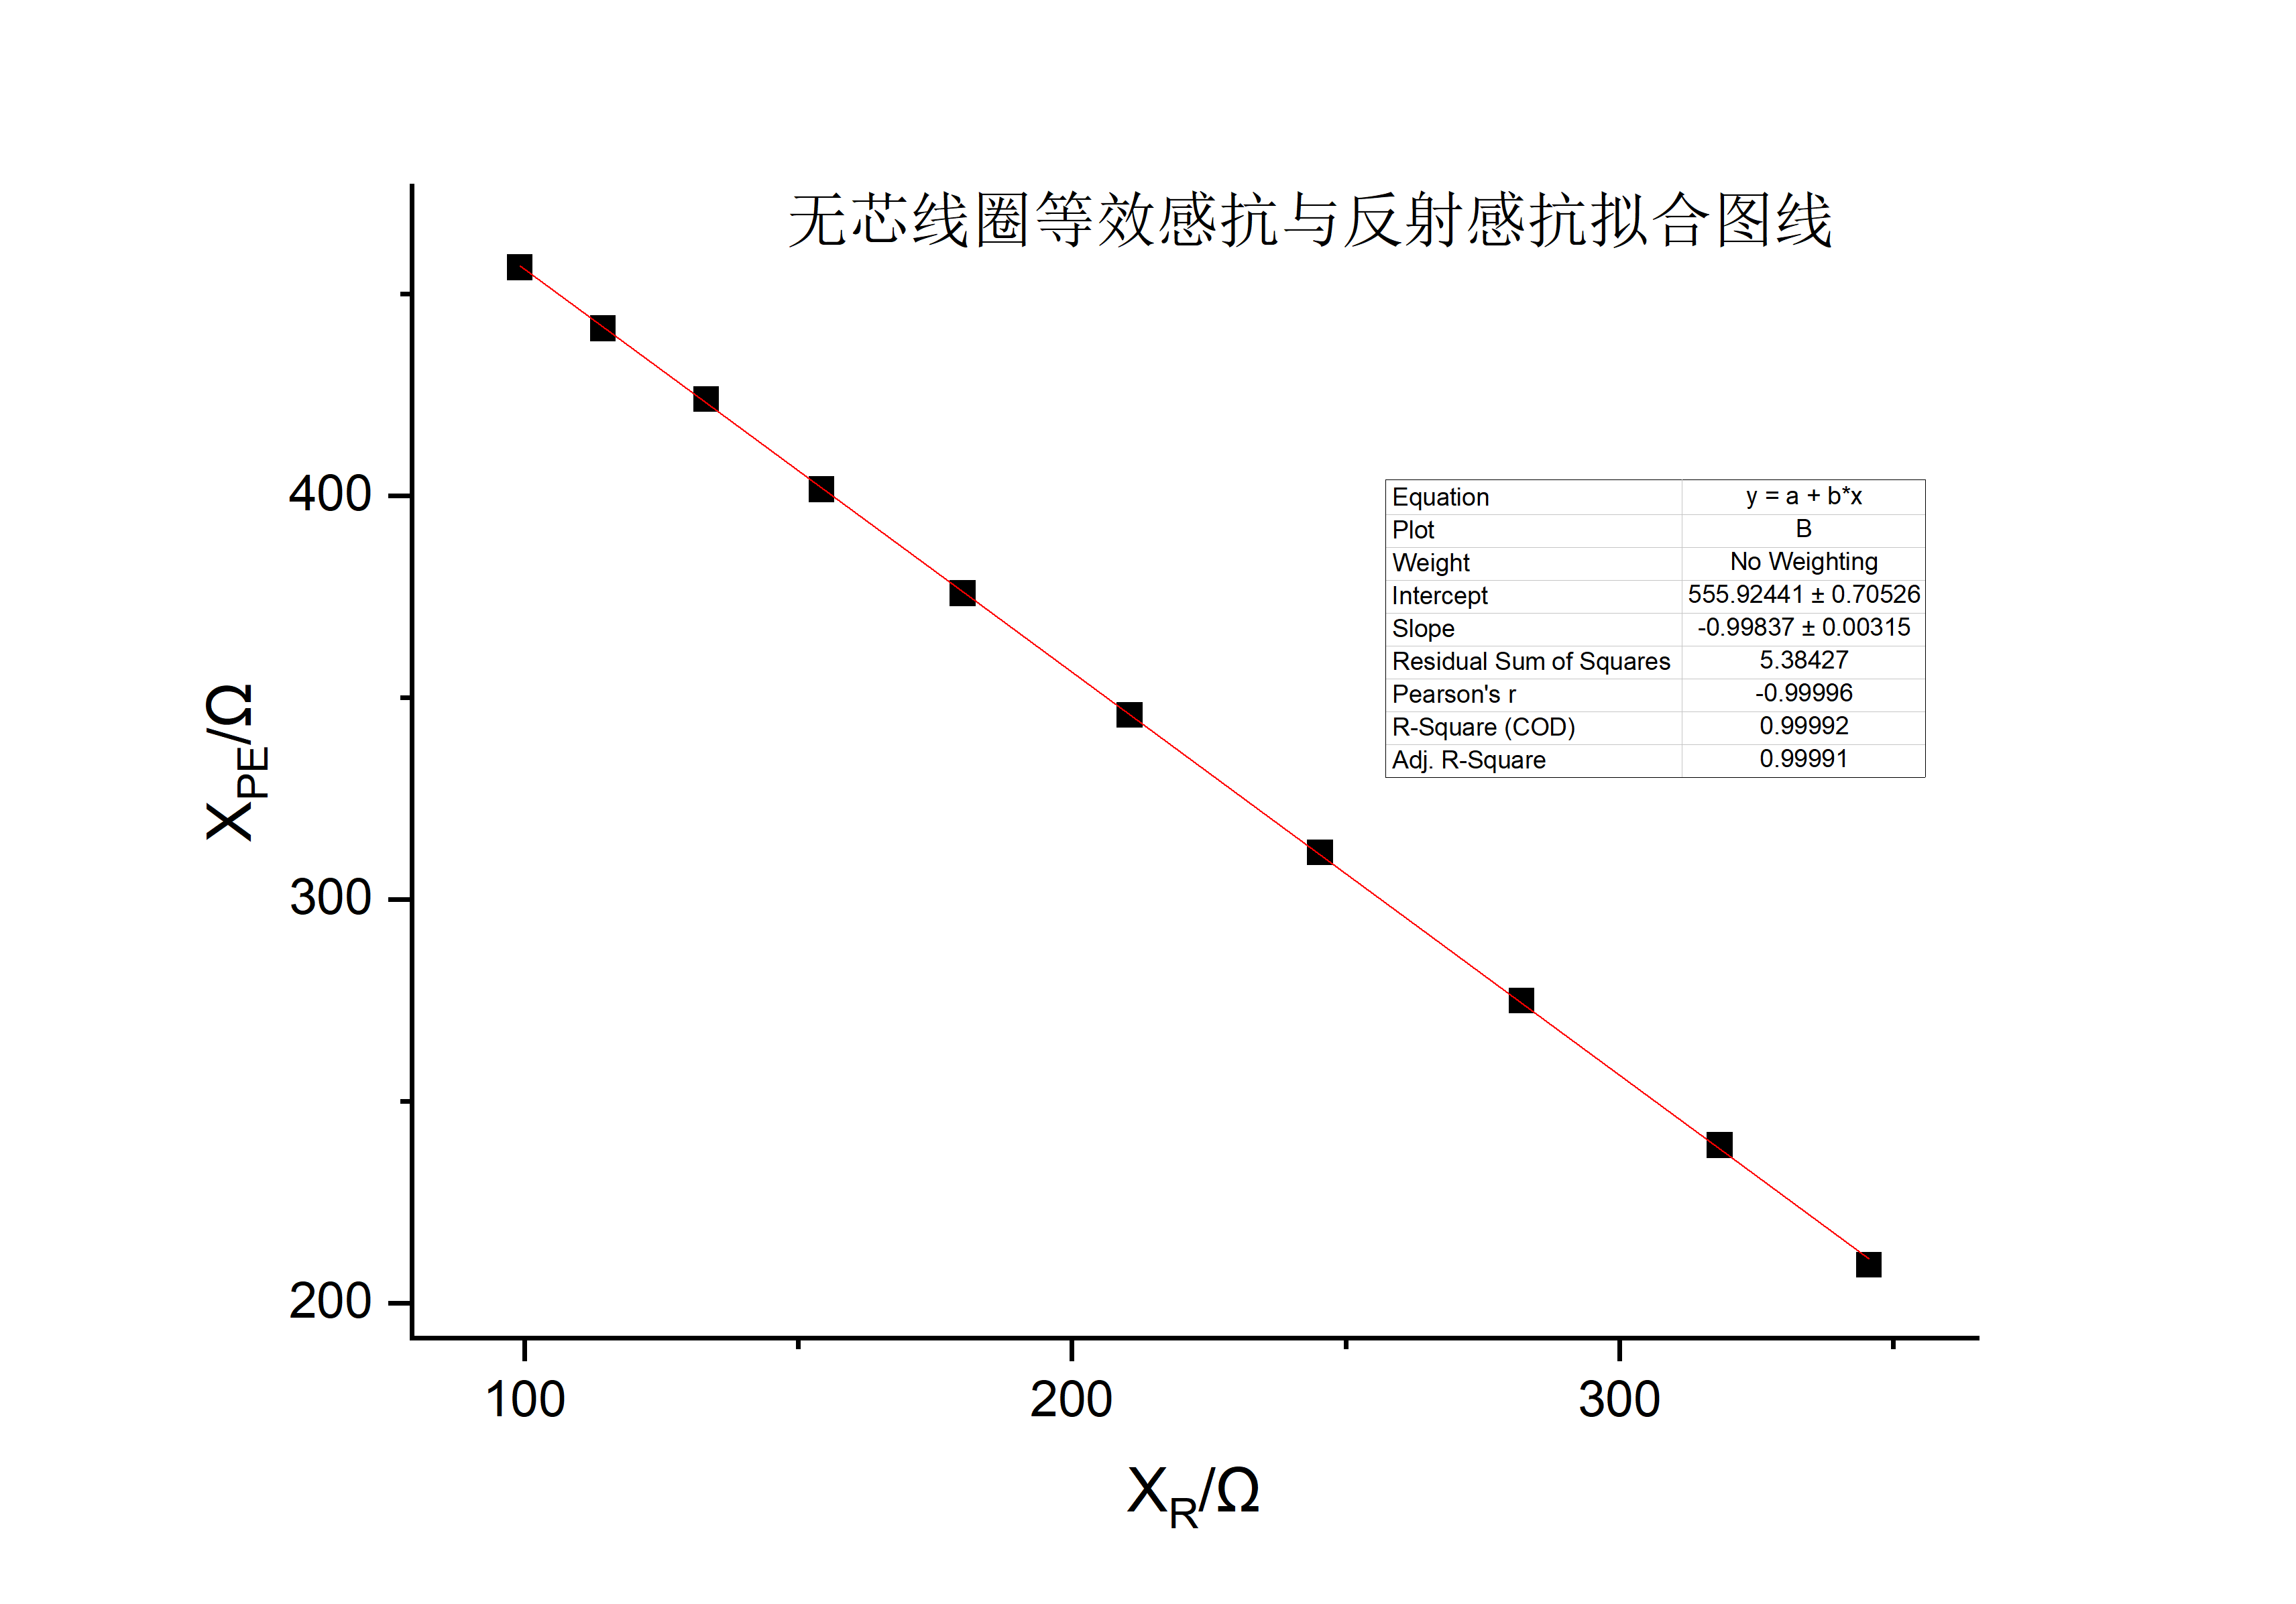 无芯线圈等效感抗与反射感抗拟合图线
400
300
200
X_PE/Ω
Equation y = a + b*x
Plot B
Weight No Weighting
Intercept 555.92441 ± 0.70526
Slope -0.99837 ± 0.00315
Residual Sum of Squares 5.38427
Pearson's r -0.99996
R-Square (COD) 0.99992
Adj. R-Square 0.99991
100 200 300
X_R/Ω